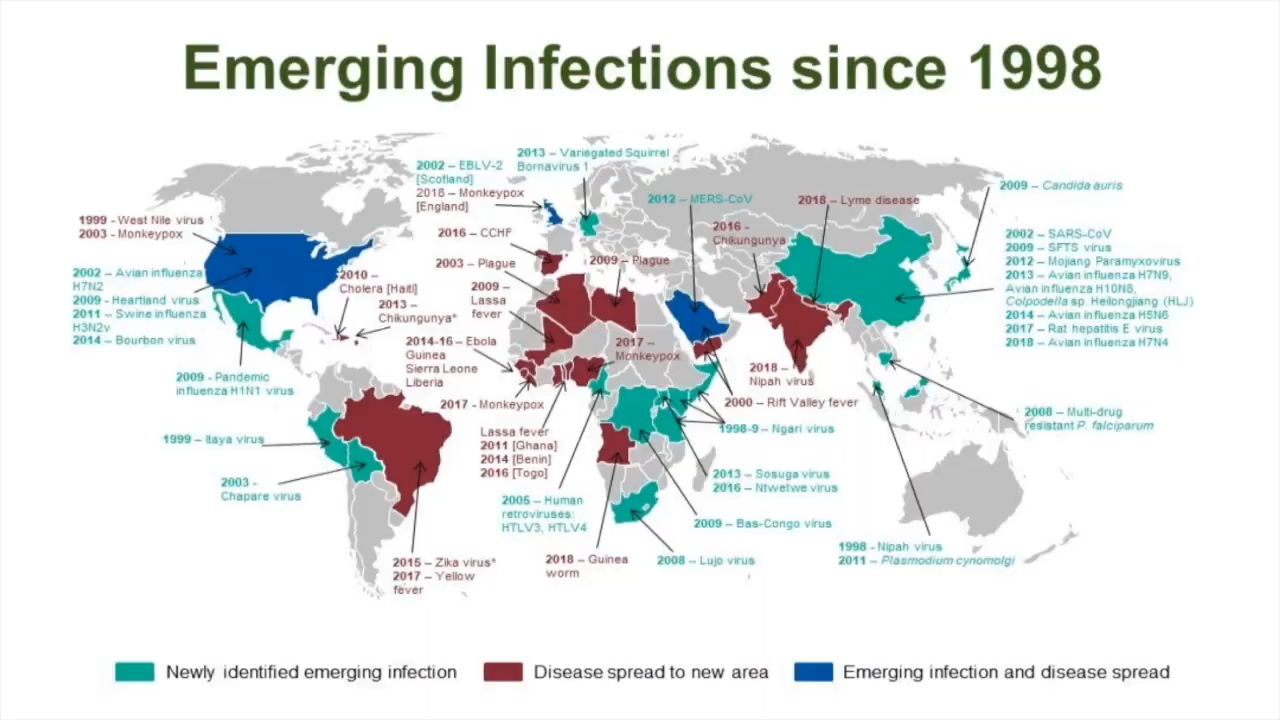 Emerging Infections since 1998
2013 – Variegated Squirrel
Bornavirus 1
2002 – EBLV-2
[Scotland]
2018 – Monkeypox
[England]
2012 – MERS-CoV
2018 – Lyme disease
2009 – Candida auris
1999 - West Nile virus
2003 - Monkeypox
2016 – CCHF
2016 -
Chikungunya
2002 – SARS-CoV
2009 – SFTS virus
2012 – Mojiang Paramyxovirus
2013 – Avian influenza H7N9,
Avian influenza H10N8,
Colpodella sp. Heilongjiang (HLJ)
2014 – Avian influenza H5N6
2017 – Rat hepatitis E virus
2018 – Avian influenza H7N4
2003 – Plague
2009 – Plague
2002 - Avian influenza
H7N2
2009 - Heartland virus
2011 – Swine influenza
H3N2v
2014 – Bourbon virus
2010 –
Cholera [Haiti]
2013 –
Chikungunya*
2009 –
Lassa
fever
2014-16 – Ebola
Guinea
Sierra Leone
Liberia
2017 -
Monkeypox
2009 - Pandemic
influenza H1N1 virus
2018 –
Nipah virus
2017 - Monkeypox
2000 – Rift Valley fever
2008 – Multi-drug
resistant P. falciparum
1999 – Itaya virus
Lassa fever
2011 [Ghana]
2014 [Benin]
2016 [Togo]
1998-9 – Ngari virus
2003 -
Chapare virus
2013 – Sosuga virus
2016 – Ntwetwe virus
2005 – Human
retroviruses:
HTLV3, HTLV4
2009 – Bas-Congo virus
2015 – Zika virus*
2017 – Yellow
fever
2018 – Guinea
worm
2008 – Lujo virus
1998 - Nipah virus
2011 – Plasmodium cynomolgi
Newly identified emerging infection
Disease spread to new area
Emerging infection and disease spread